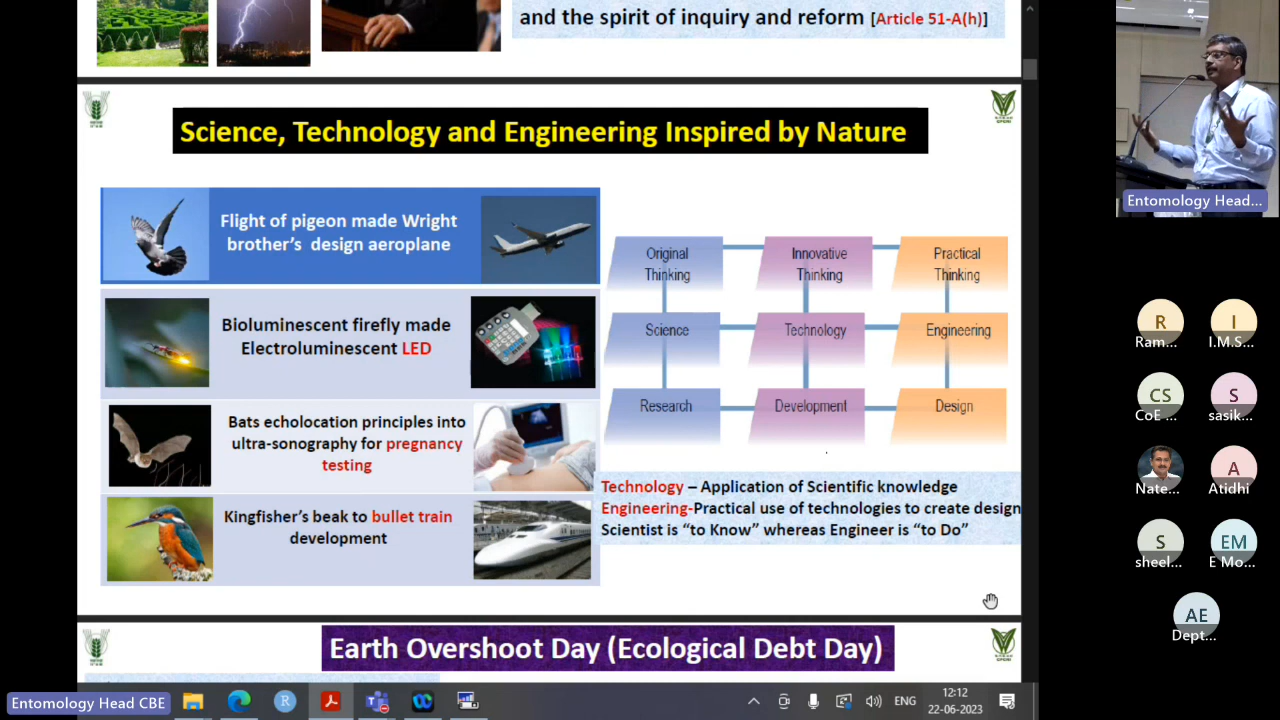 and the spirit of inquiry and reform [Article 51-A(h)]
Science, Technology and Engineering Inspired by Nature
Flight of pigeon made Wright
brother's design aeroplane
Bioluminescent firefly made
Electroluminescent LED
Bats echolocation principles into
ultra-sonography for pregnancy
testing
Kingfisher's beak to bullet train
development
Original
Thinking
Innovative
Thinking
Practical
Thinking
Science
Technology
Engineering
Research
Development
Design
Technology – Application of Scientific knowledge
Engineering-Practical use of technologies to create design
Scientist is “to Know” whereas Engineer is “to Do”
Earth Overshoot Day (Ecological Debt Day)
Entomology Head...
R
Ram...
I
I.M.S...
CS
CoE ...
S
sasik...
Nate...
A
Atidhi
S
sheel...
EM
E Mo...
AE
Dept...
Entomology Head CBE
R
ENG
12:12
22-06-2023